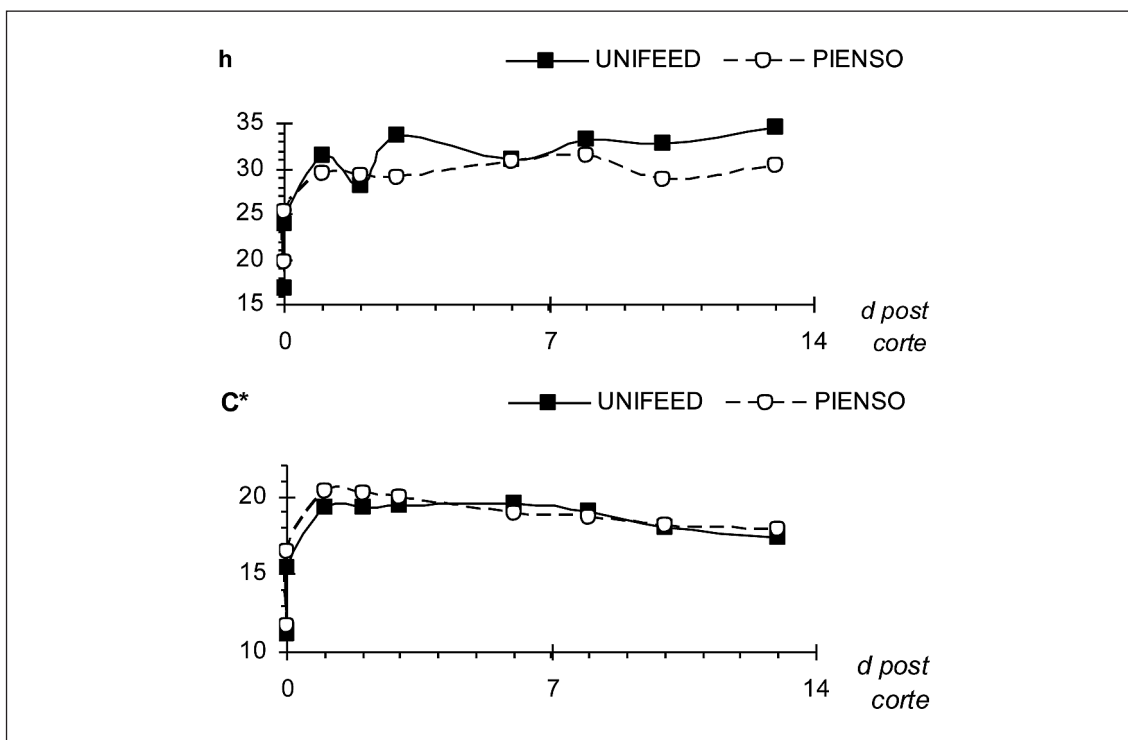 h UNIFEED PIENSO
35
30
25
20
15
0 7 14
d post
corte
C* UNIFEED PIENSO
20
15
10
0 7 14
d post
corte